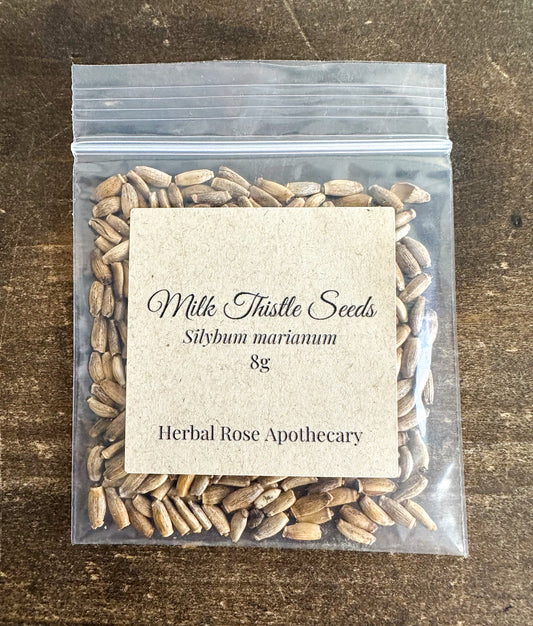 Milk Thistle Seeds
Silybum marianum
8g
Herbal Rose Apothecary